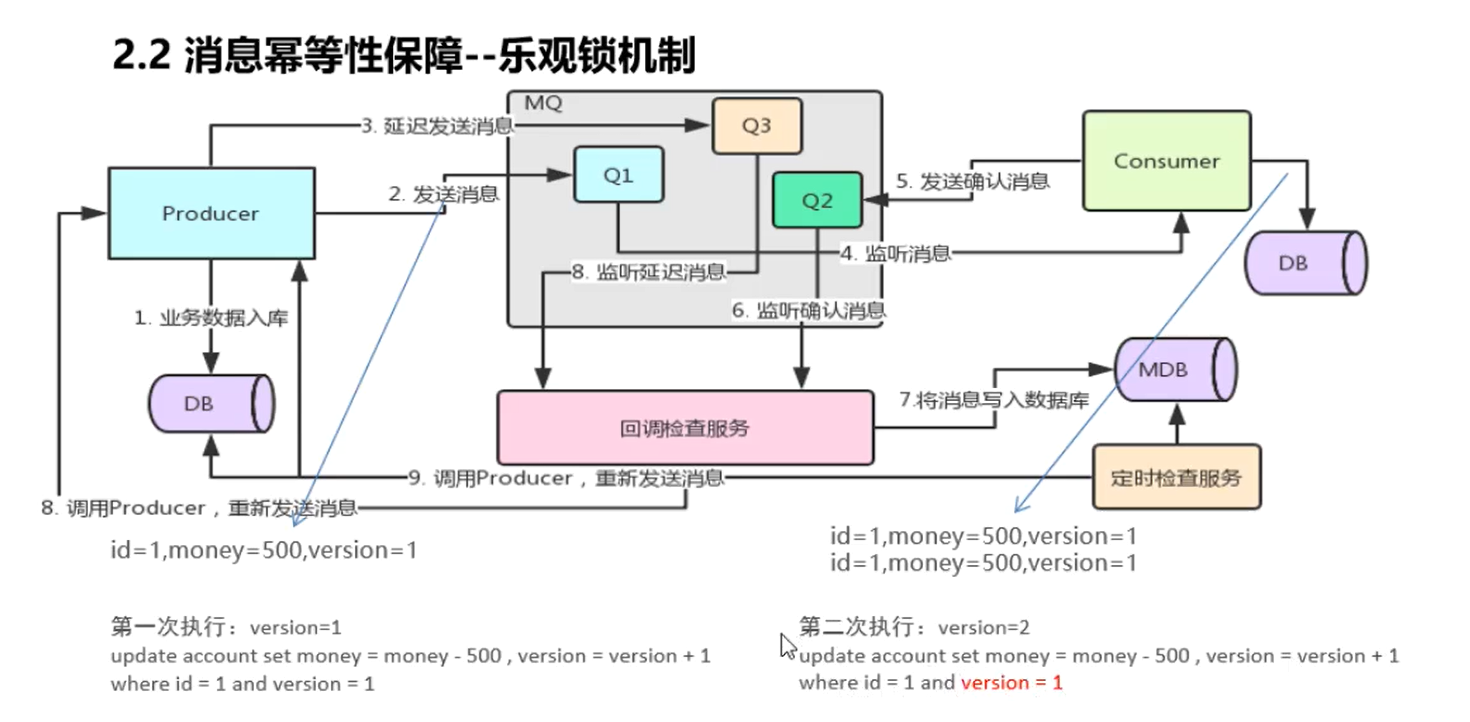 2.2 消息幂等性保障--乐观锁机制
MQ
3. 延迟发送消息
Q3
Consumer
Q1
5. 发送确认消息
2. 发送消息
Q2
Producer
4. 监听消息
DB
8. 监听延迟消息
6. 监听确认消息
1. 业务数据入库
MDB
DB
7.将消息写入数据库
回调检查服务
9. 调用Producer，重新发送消息
定时检查服务
8. 调用Producer，重新发送消息
id=1,money=500,version=1
id=1,money=500,version=1
id=1,money=500,version=1
第一次执行：version=1
update account set money = money - 500 , version = version + 1
where id = 1 and version = 1
第二次执行：version=2
update account set money = money - 500 , version = version + 1
where id = 1 and version = 1